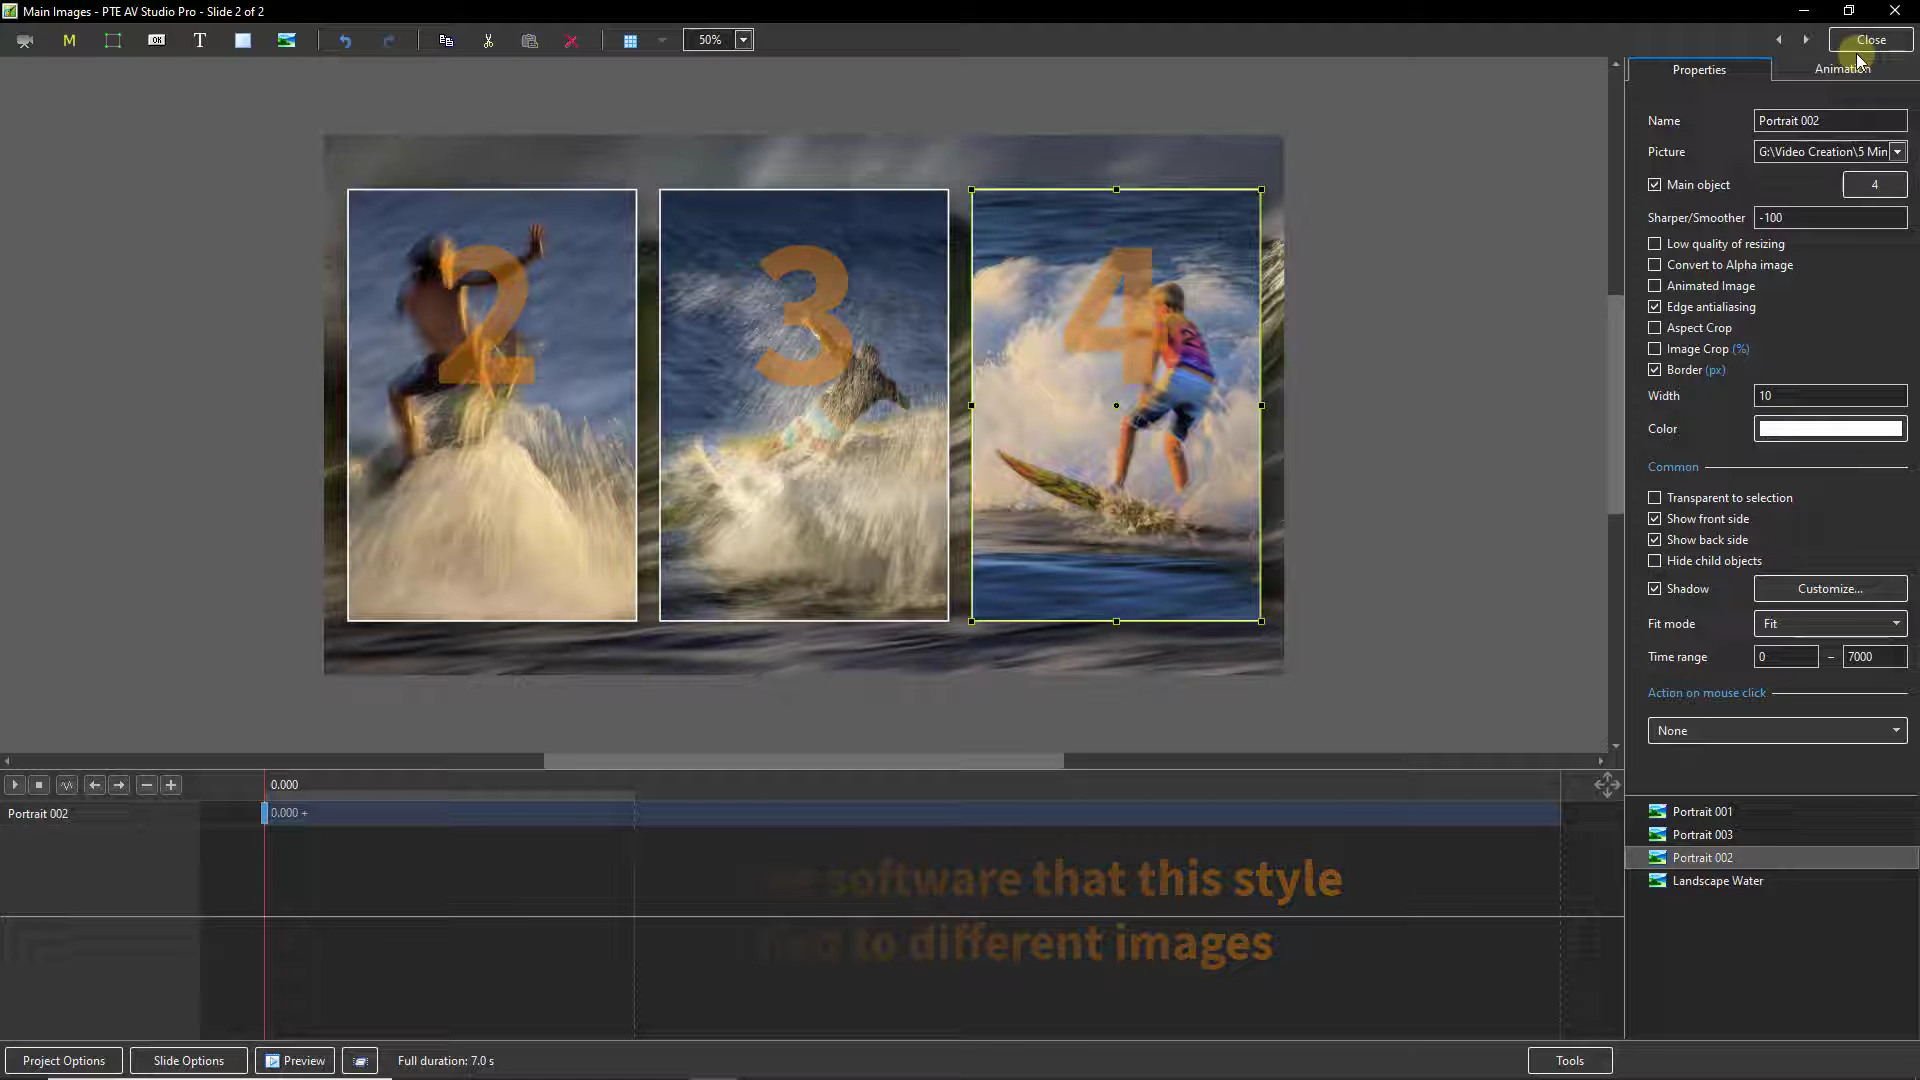 Main Images - PTE AV Studio Pro - Slide 2 of 2
M
OK
T
50%
Close
Properties
Animation
Name
Portrait 002
Picture
G:\Video Creation\5 Min
Main object
4
Sharper/Smoother
-100
Low quality of resizing
Convert to Alpha image
Animated Image
Edge antialiasing
Aspect Crop
Image Crop (%)
Border (px)
Width
10
Color
Common
Transparent to selection
Show front side
Show back side
Hide child objects
Shadow
Customize...
Fit mode
Fit
Time range
0
–
7000
Action on mouse click
None
2
3
4
0.000
Portrait 002
0.000 +
software that this style
to different images
Portrait 001
Portrait 003
Portrait 002
Landscape Water
Project Options
Slide Options
Preview
Full duration: 7.0 s
Tools